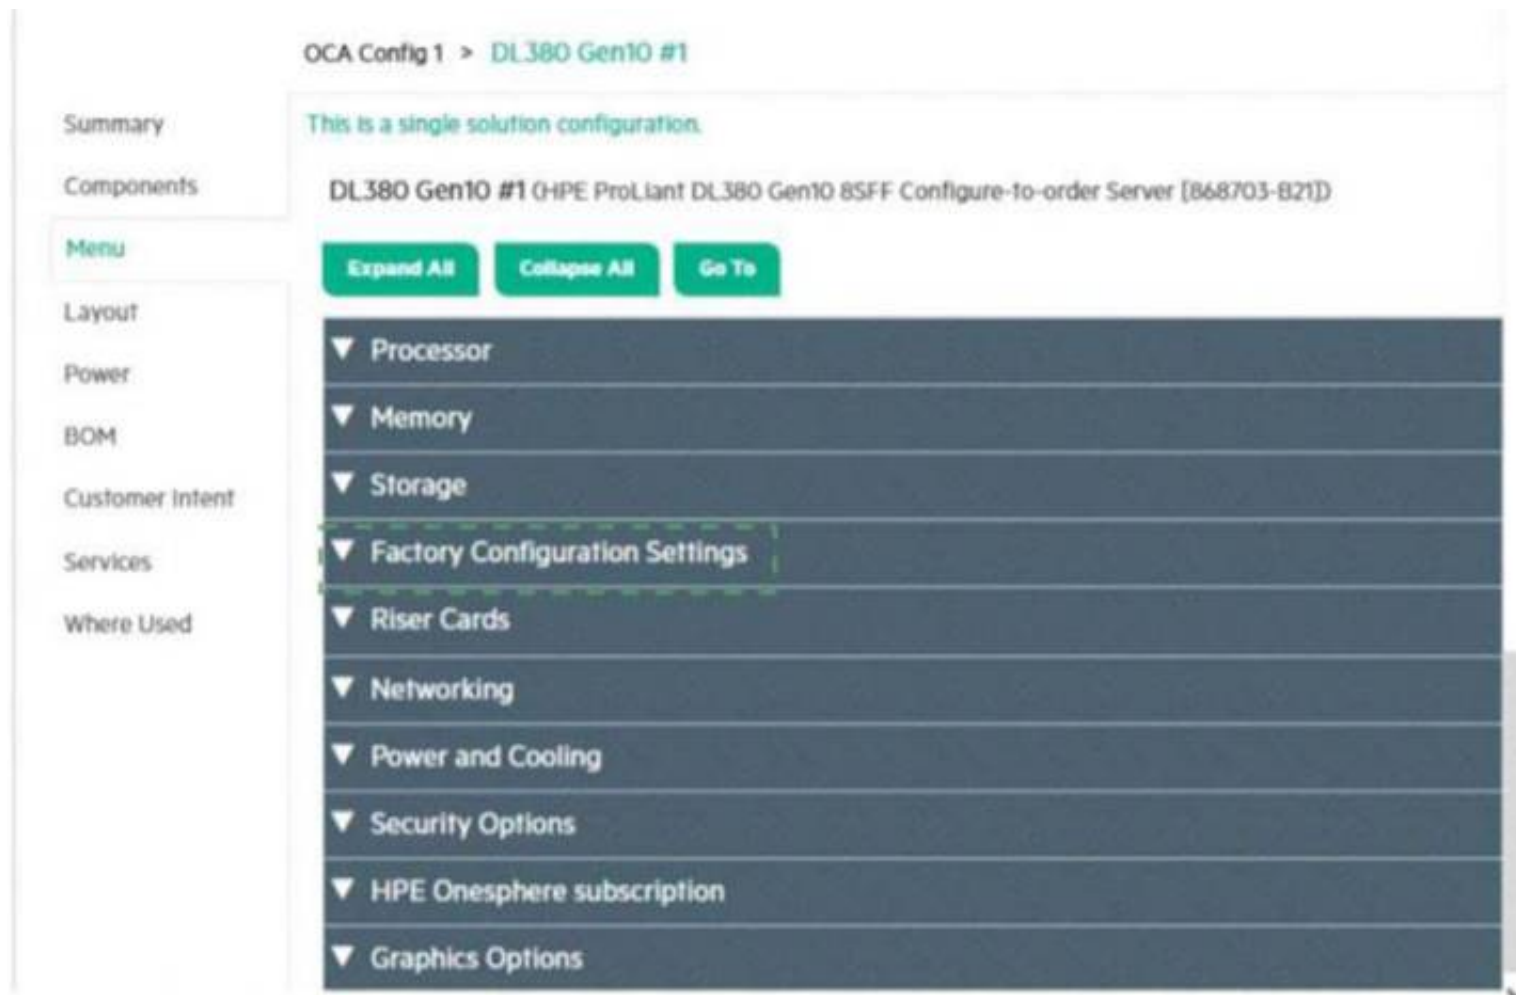 OCA Config 1 > DL380 Gen10 #1
Summary
This is a single solution configuration.
Components
DL380 Gen10 #1 (HPE ProLiant DL380 Gen10 8SFF Configure-to-order Server [868703-B21])
Menu
Expand All
Collapse All
Go To
Layout
Power
BOM
Customer Intent
Services
Where Used
Processor
Memory
Storage
Factory Configuration Settings
Riser Cards
Networking
Power and Cooling
Security Options
HPE Onesphere subscription
Graphics Options